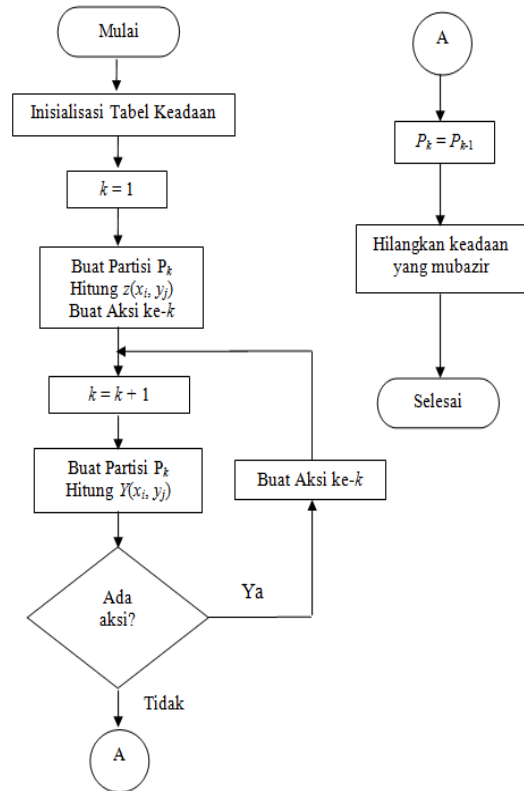 Mulai
Inisialisasi Tabel Keadaan
k = 1
Buat Partisi Pₖ
Hitung z(xᵢ, yⱼ)
Buat Aksi ke-k
k = k + 1
Buat Partisi Pₖ
Hitung Y(xᵢ, yⱼ)
Buat Aksi ke-k
Ada
aksi?
Ya
Tidak
A
A
Pₖ = Pₖ₋₁
Hilangkan keadaan
yang mubazir
Selesai